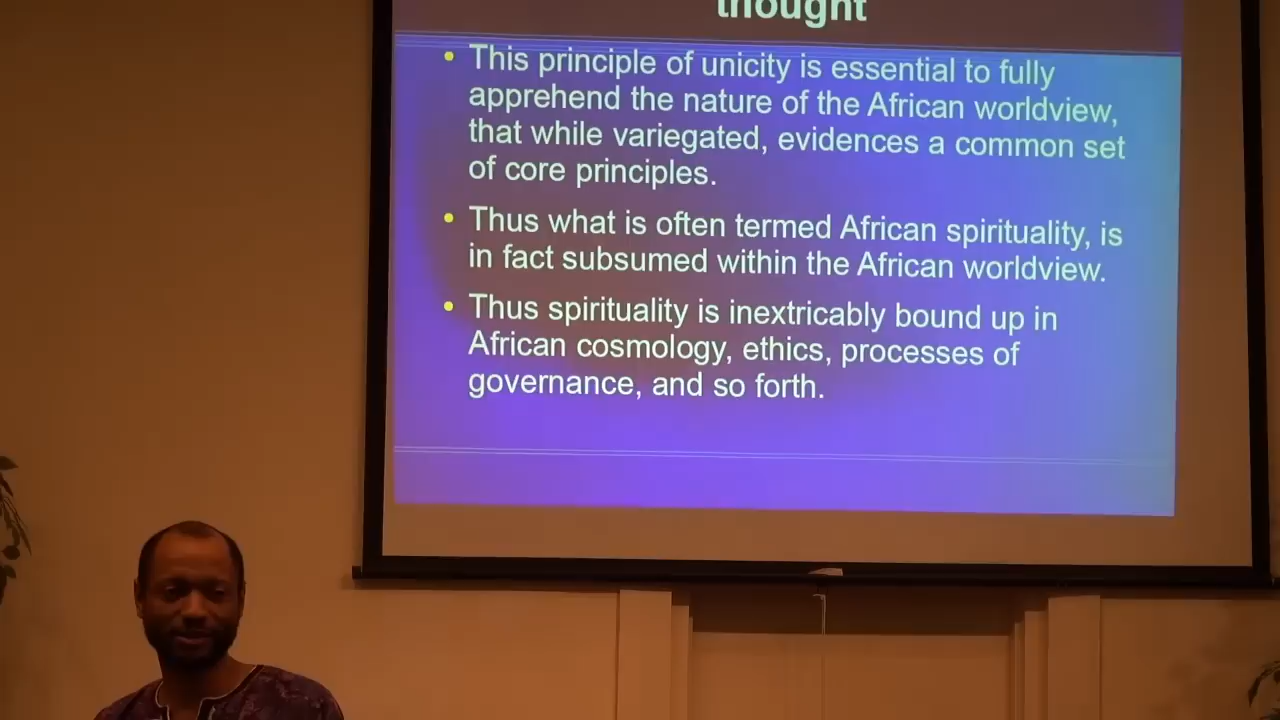 thought
• This principle of unicity is essential to fully
apprehend the nature of the African worldview,
that while variegated, evidences a common set
of core principles.
• Thus what is often termed African spirituality, is
in fact subsumed within the African worldview.
• Thus spirituality is inextricably bound up in
African cosmology, ethics, processes of
governance, and so forth.